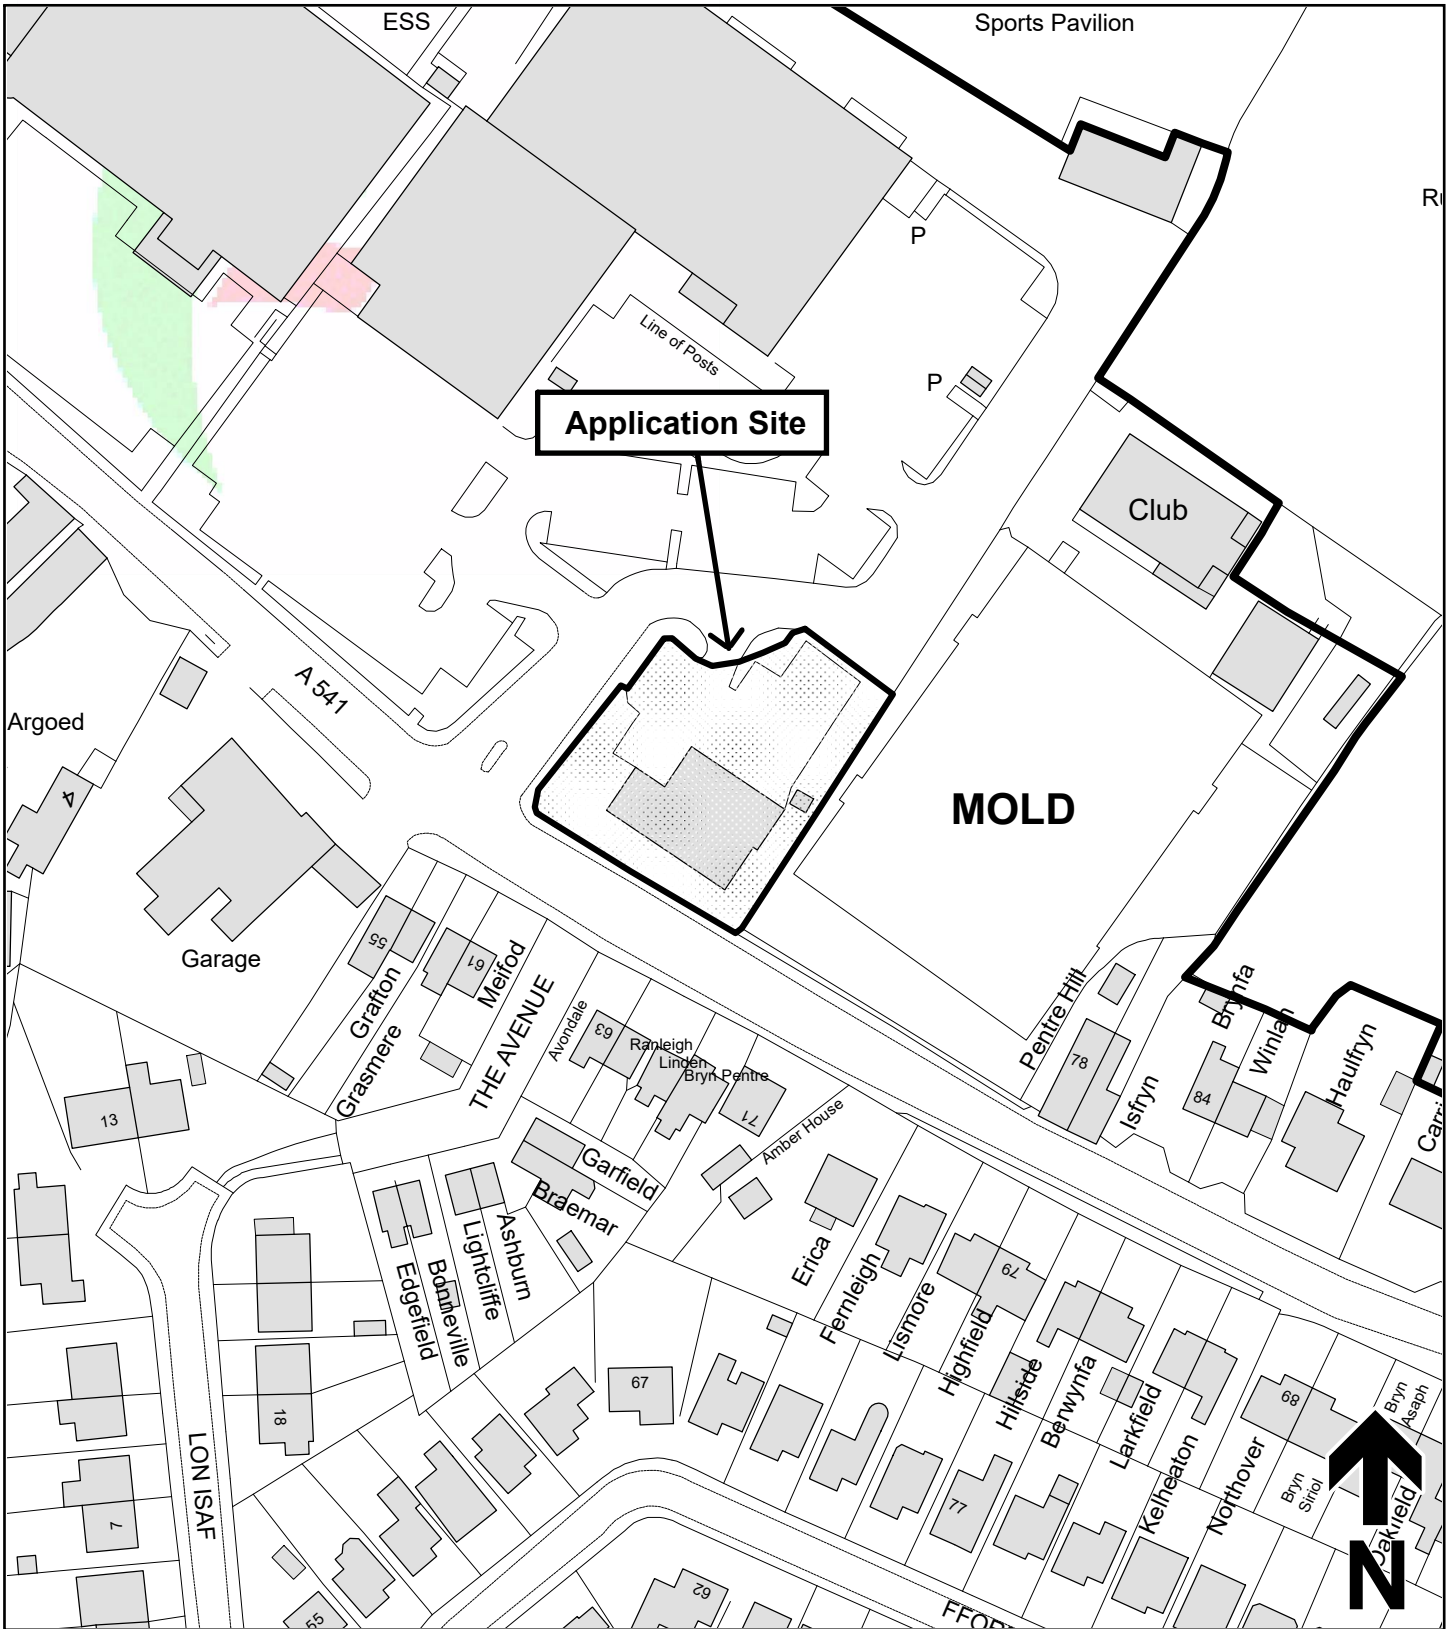 ESS
Sports Pavilion
P
Line of Posts
P
Application Site
Club
A 541
Argoed
4
MOLD
Garage
55
61
Grafton
Meifod
Grasmere
THE AVENUE
Avondale
63
Ranleigh
Linden
Bryn Pentre
71
Amber House
Pentre Hill
78
Isfryn
Brynfa
84
Winlan
Haulfryn
13
Garfield
Braemar
Ashburn
Lightcliffe
Bonneville
Edgefield
Erica
Fernleigh
Lismore
79
Highfield
Hillside
Berwynfa
Larkfield
Kelheaton
Northover
89
Bryn
Asaph
Bryn
Siriol
Oakfield
67
18
LON ISAF
7
77
55
62
N